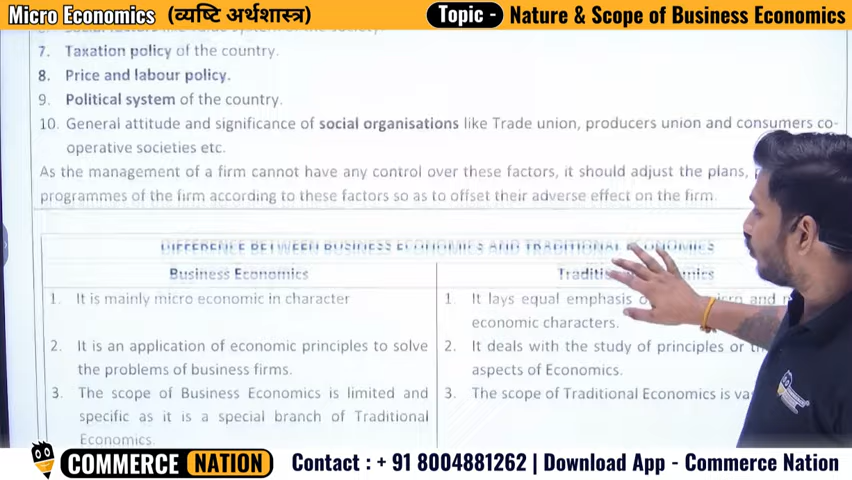 Micro Economics (व्यष्टि अर्थशास्त्र)
Topic - Nature & Scope of Business Economics
7. Taxation policy of the country.
8. Price and labour policy.
9. Political system of the country.
10. General attitude and significance of social organisations like Trade union, producers union and consumers co-
operative societies etc.
As the management of a firm cannot have any control over these factors, it should adjust the plans,
programmes of the firm according to these factors so as to offset their adverse effect on the firm.
DIFFERENCE BETWEEN BUSINESS ECONOMICS AND TRADITIONAL ECONOMICS
Business Economics
1. It is mainly micro economic in character
2. It is an application of economic principles to solve
the problems of business firms.
3. The scope of Business Economics is limited and
specific as it is a special branch of Traditional
Economics.
1. It lays equal emphasis
economic characters.
2. It deals with the study of principles or
aspects of Economics.
3. The scope of Traditional Economics is
COMMERCE NATION
Contact : + 91 8004881262 | Download App - Commerce Nation